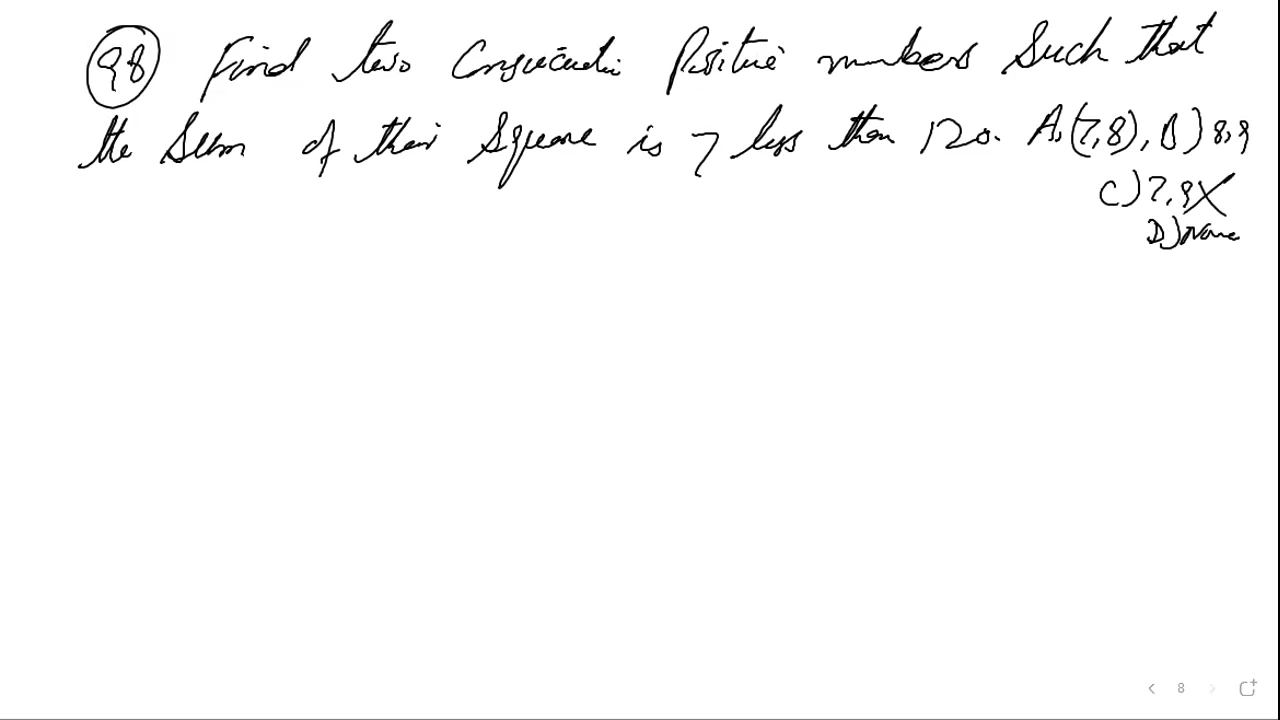 98 Find two Consecutive Positive numbers Such that
the Sum of their Square is 7 less than 120. A, (7,8), B) 8,9
C) 7,9 X
D) None
8